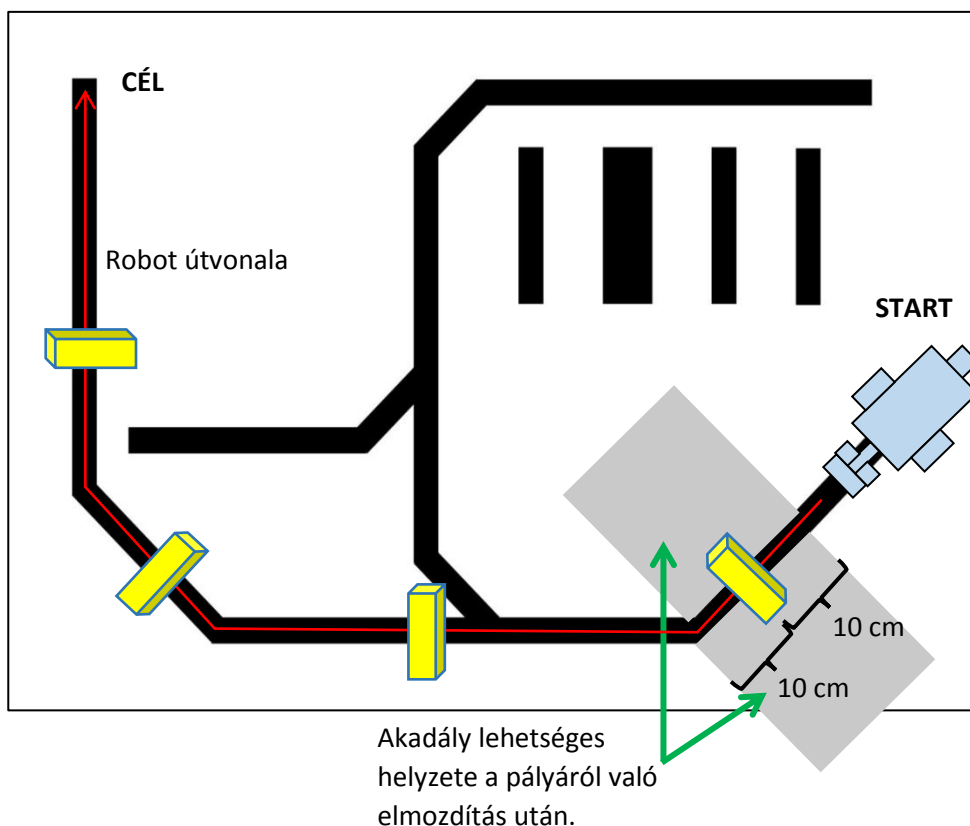 CÉL
Robot útvonala
START
10 cm
10 cm
Akadály lehetséges
helyzete a pályáról való
elmozdítás után.